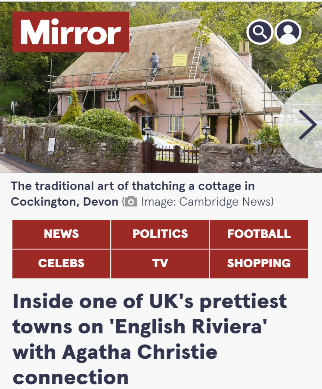 Mirror
The traditional art of thatching a cottage in
Cockington, Devon (📷 Image: Cambridge News)
NEWS
POLITICS
FOOTBALL
CELEBS
TV
SHOPPING
Inside one of UK's prettiest
towns on 'English Riviera'
with Agatha Christie
connection